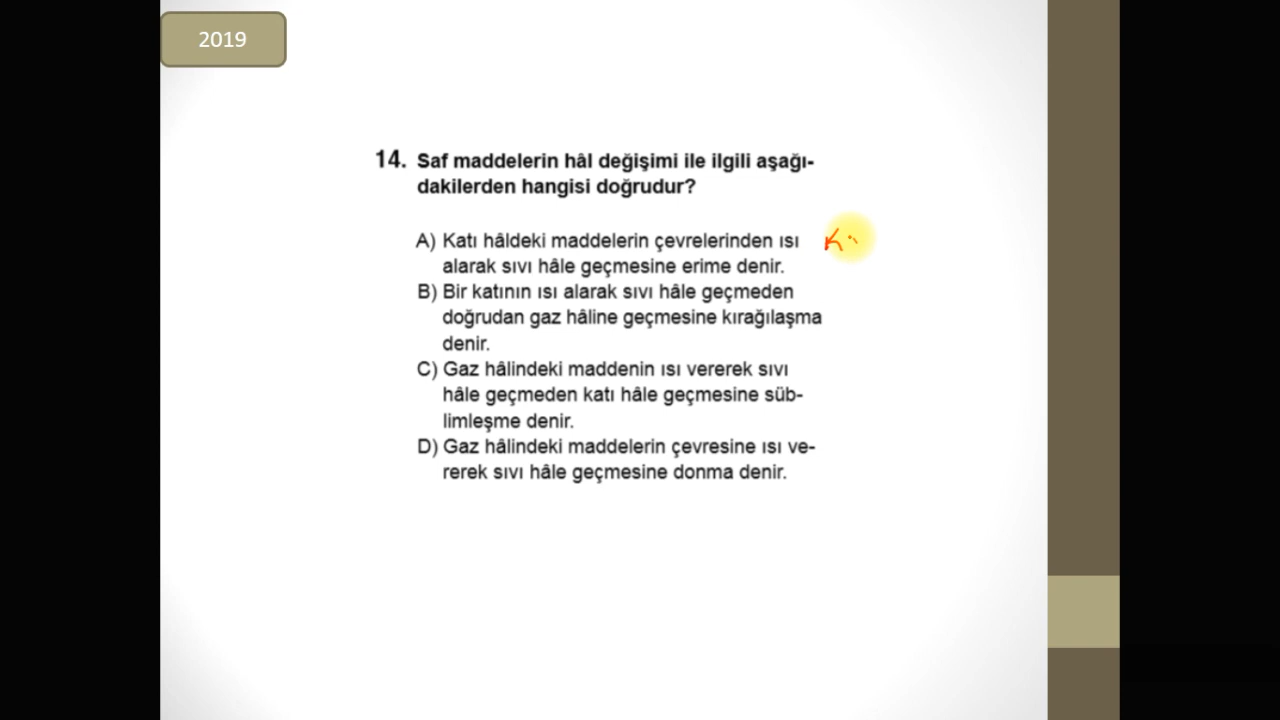 2019
14. Saf maddelerin hâl değişimi ile ilgili aşağı-
dakilerden hangisi doğrudur?
A) Katı hâldeki maddelerin çevrelerinden ısı
alarak sıvı hâle geçmesine erime denir.
B) Bir katının ısı alarak sıvı hâle geçmeden
doğrudan gaz hâline geçmesine kırağılaşma
denir.
C) Gaz hâlindeki maddenin ısı vererek sıvı
hâle geçmeden katı hâle geçmesine süb-
limleşme denir.
D) Gaz hâlindeki maddelerin çevresine ısı ve-
rerek sıvı hâle geçmesine donma denir.